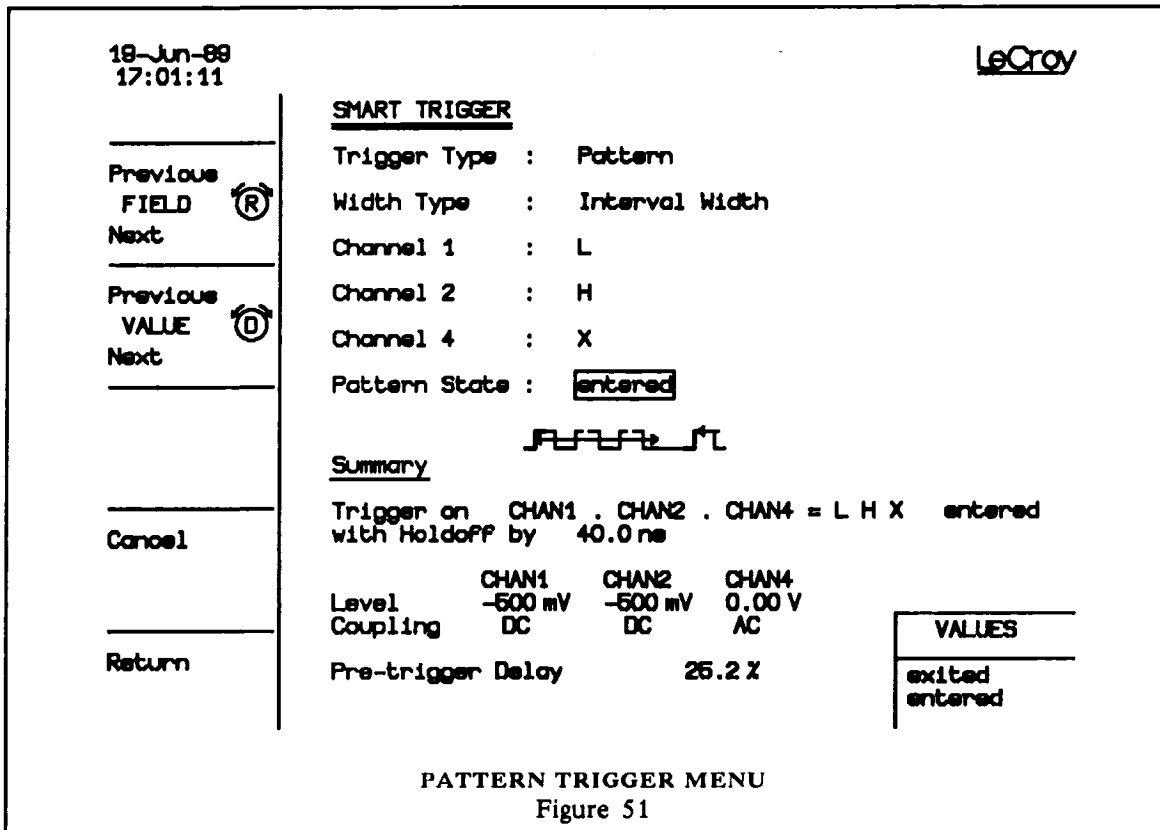 19-Jun-89
17:01:11
LeCroy
SMART TRIGGER
Previous
FIELD R
Next
Previous
VALUE D
Next
Cancel
Return
Trigger Type : Pattern
Width Type : Interval Width
Channel 1 : L
Channel 2 : H
Channel 4 : X
Pattern State : entered
Summary
Trigger on CHAN1 . CHAN2 . CHAN4 = L H X entered
with Holdoff by 40.0 ns
CHAN1 CHAN2 CHAN4
Level -500 mV -500 mV 0.00 V
Coupling DC DC AC
Pre-trigger Delay 25.2 %
VALUES
exited
entered
PATTERN TRIGGER MENU
Figure 51